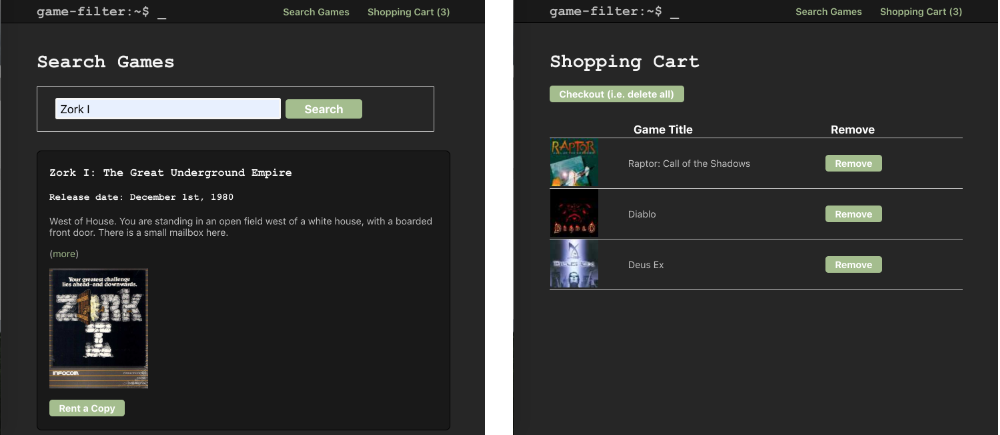 game-filter:~$ _
Search Games
Shopping Cart (3)
Search Games
Zork I
Search
Zork I: The Great Underground Empire
Release date: December 1st, 1980
West of House. You are standing in an open field west of a white house, with a boarded
front door. There is a small mailbox here.
(more)
Your greatest challenge
lies ahead-and downwards.
ZORK
I
INFOCOM
Rent a Copy
game-filter:~$ _
Search Games
Shopping Cart (3)
Shopping Cart
Checkout (i.e. delete all)
Game Title
Remove
RAPTOR
Raptor: Call of the Shadows
Remove
DIABLO
Diablo
Remove
Deus Ex
Remove